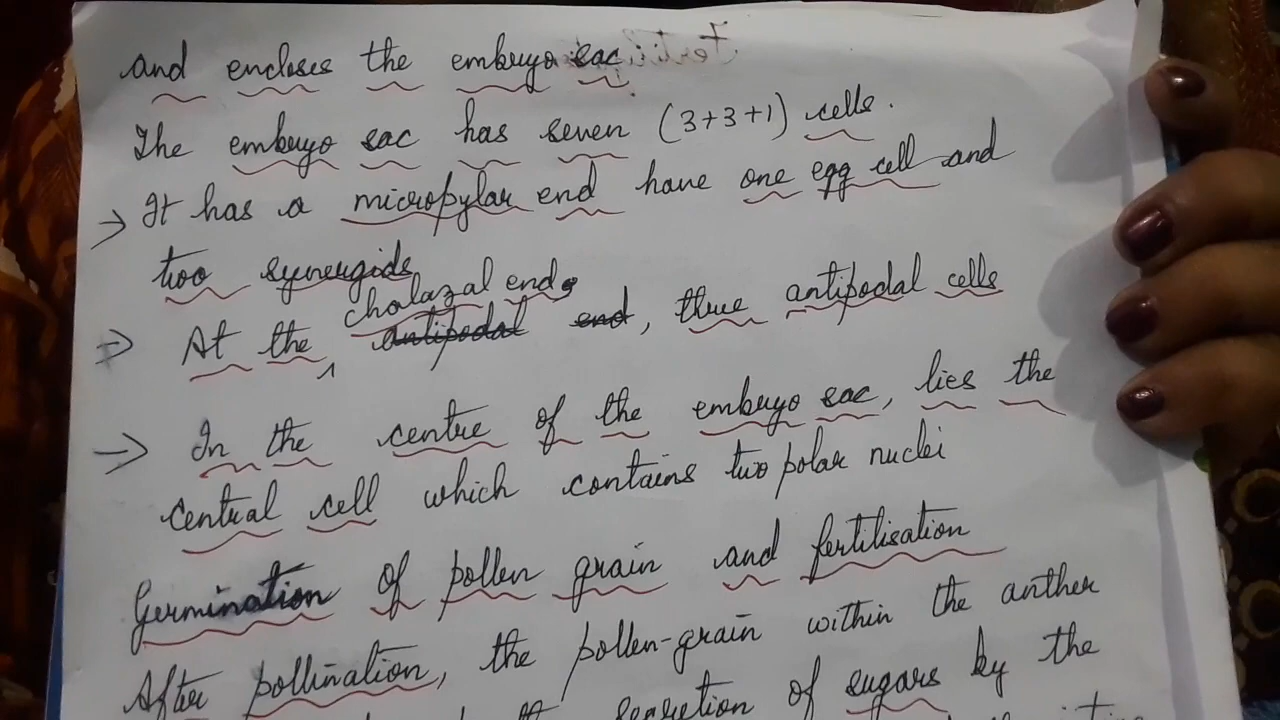 and encloses the embryo sac.
The embryo sac has seven (3+3+1) cells.
→ It has a micropylar end have one egg cell and
two synergids
chalazal end
⇒ At the antipodal end, three antipodal cells
→ In the centre of the embryo sac, lies the
central cell which contains two polar nuclei
Germination of pollen grain and fertilisation
After pollination, the pollen-grain within the anther
secretion of sugars by the